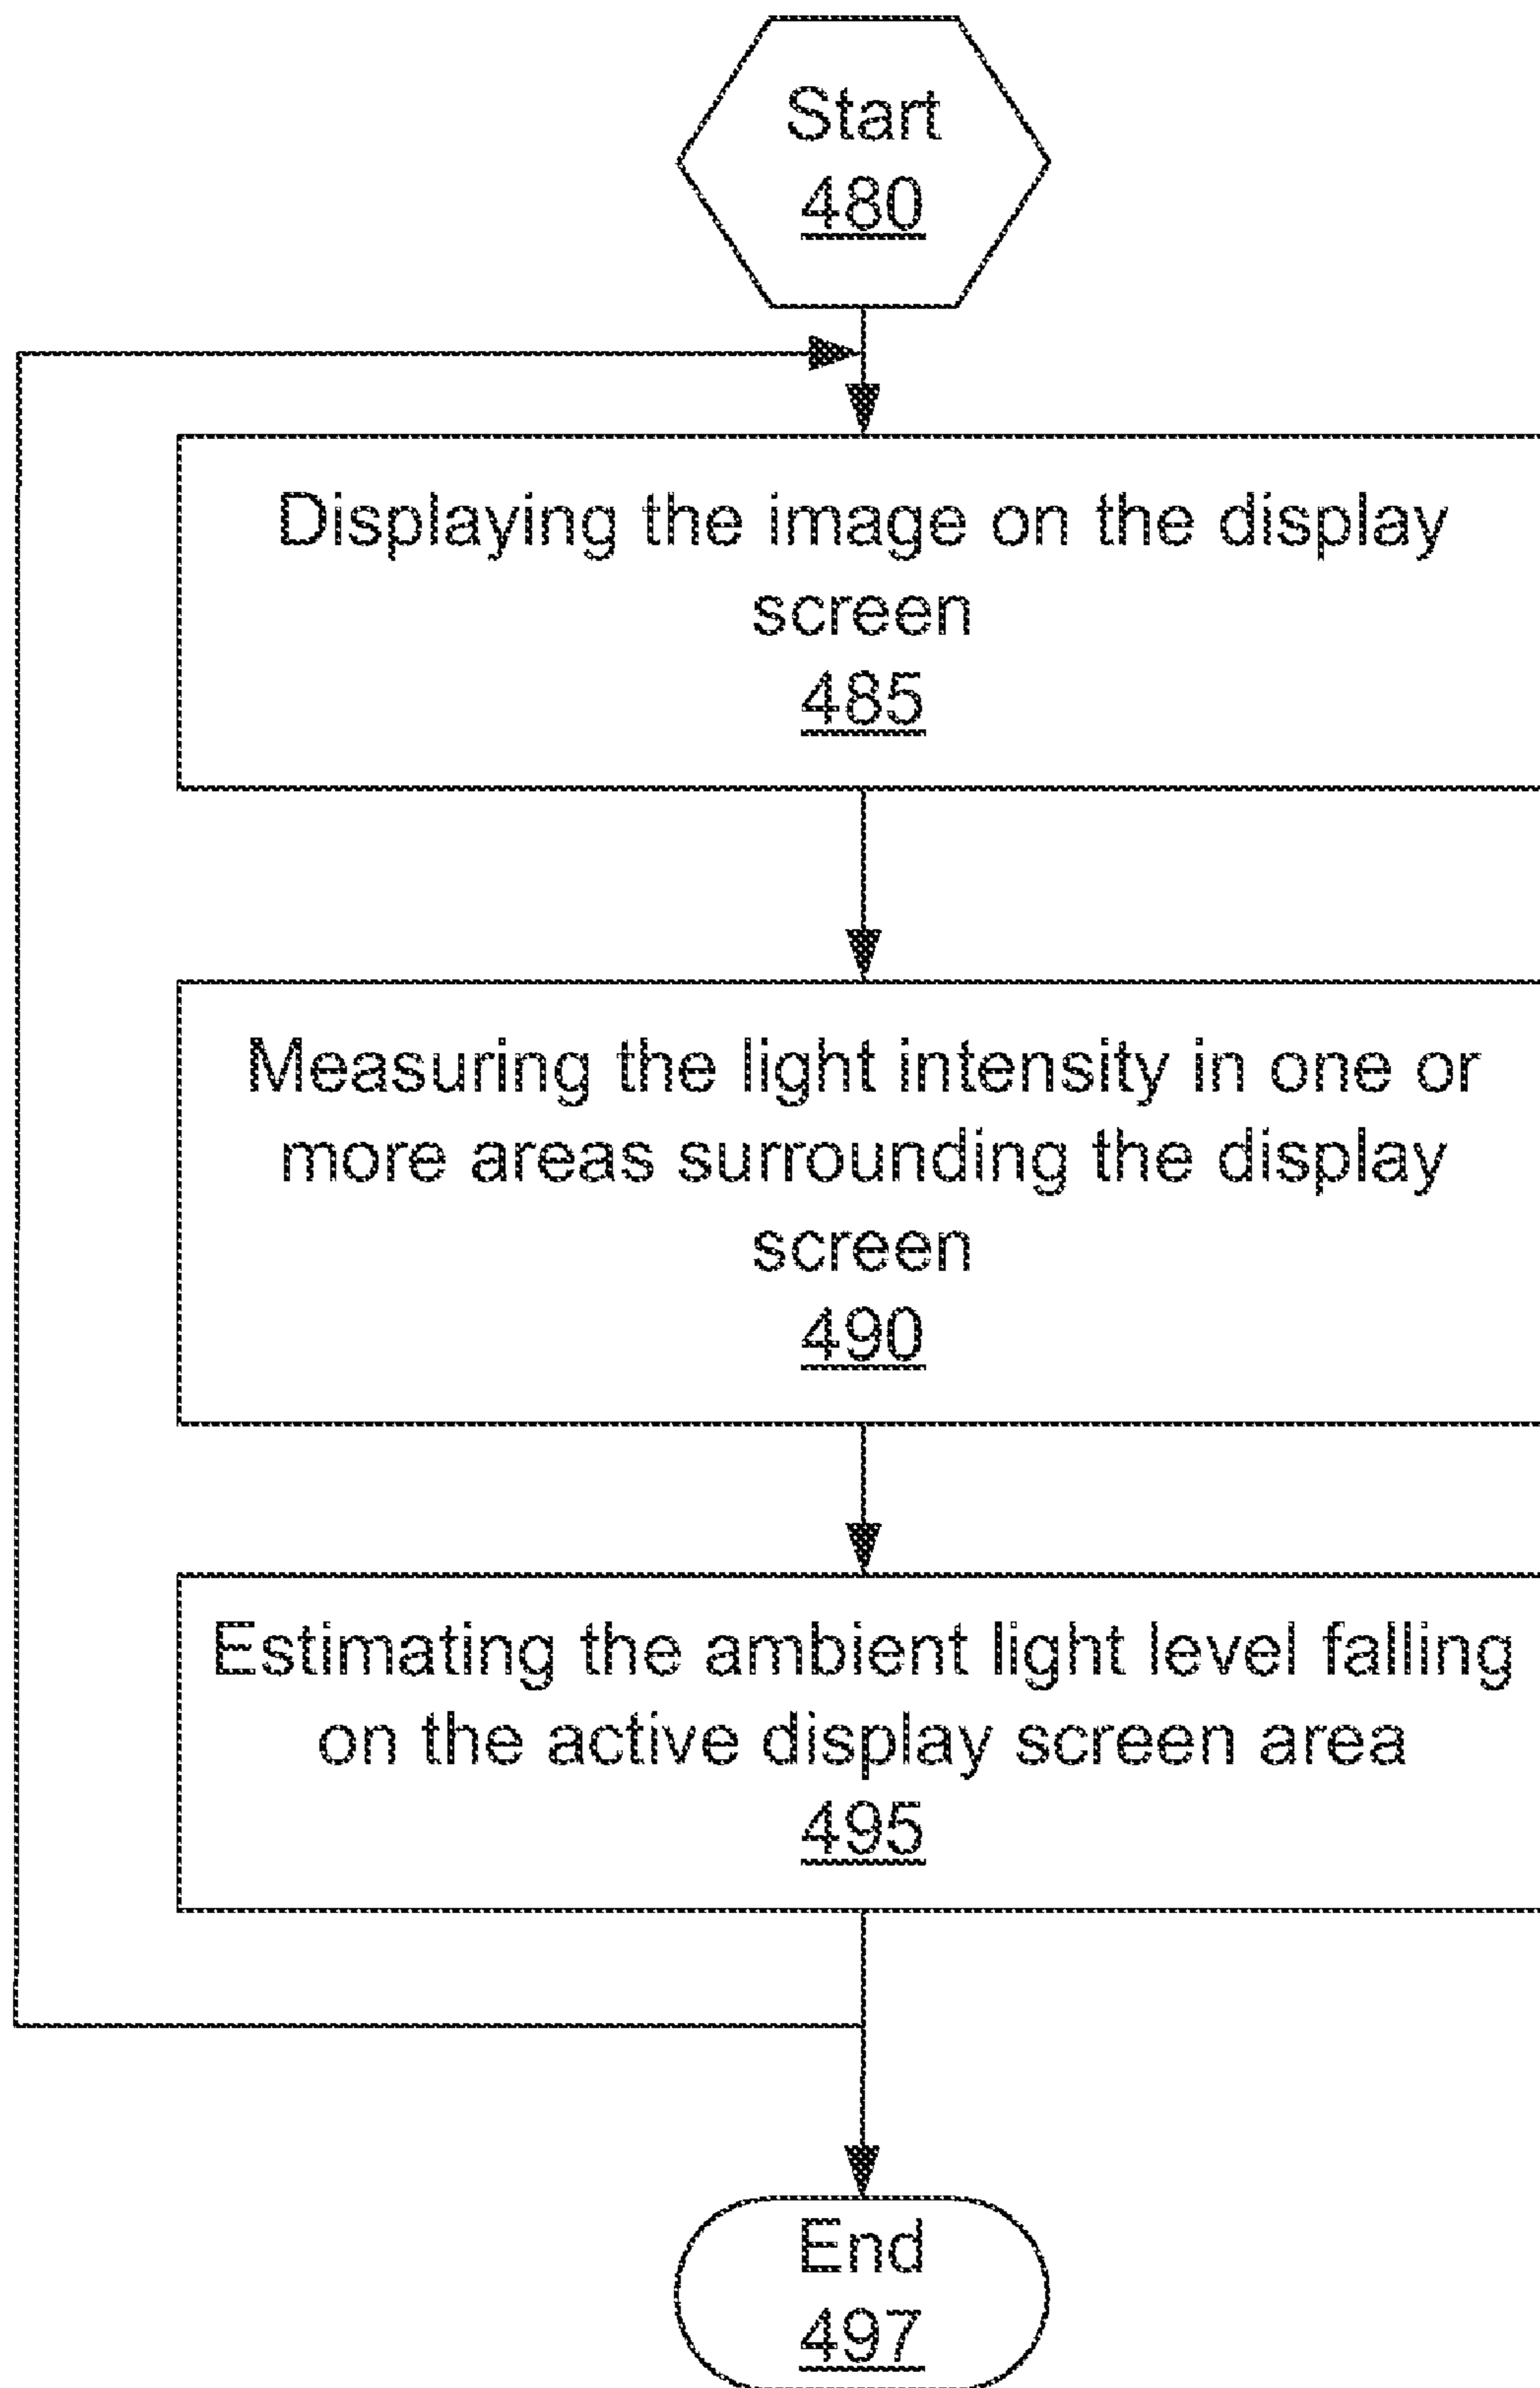 Start
480
Displaying the image on the display
screen
485
Measuring the light intensity in one or
more areas surrounding the display
screen
490
Estimating the ambient light level falling
on the active display screen area
495
End
497